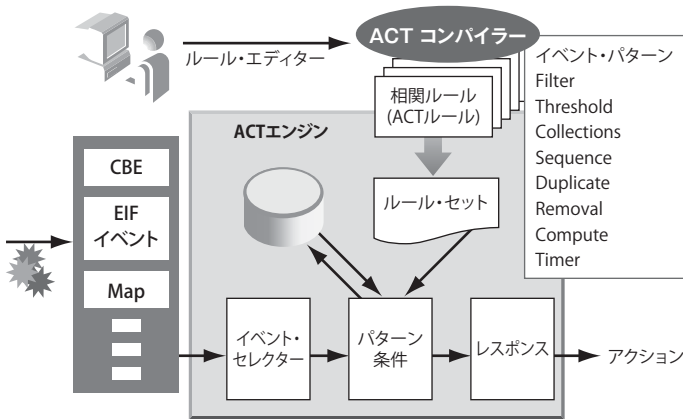 ACT コンパイラー
ルール・エディター
イベント・パターン
Filter
Threshold
Collections
Sequence
Duplicate
Removal
Compute
Timer
相関ルール
(ACTルール)
ACTエンジン
CBE
EIF
イベント
Map
ルール・セット
イベント・
セレクター
パターン
条件
レスポンス
アクション